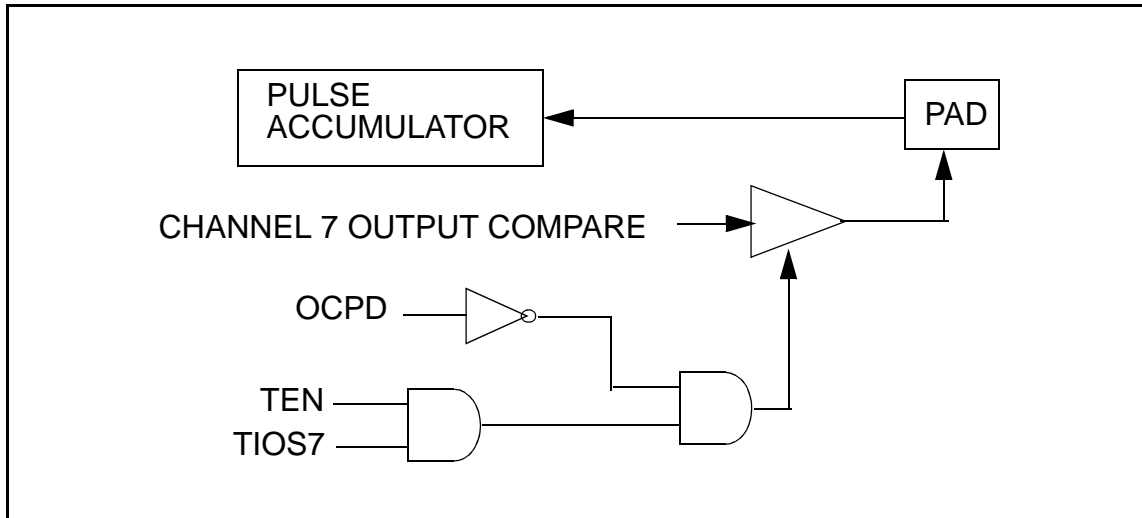 PULSE
ACCUMULATOR
PAD
CHANNEL 7 OUTPUT COMPARE
OCPD
TEN
TIOS7